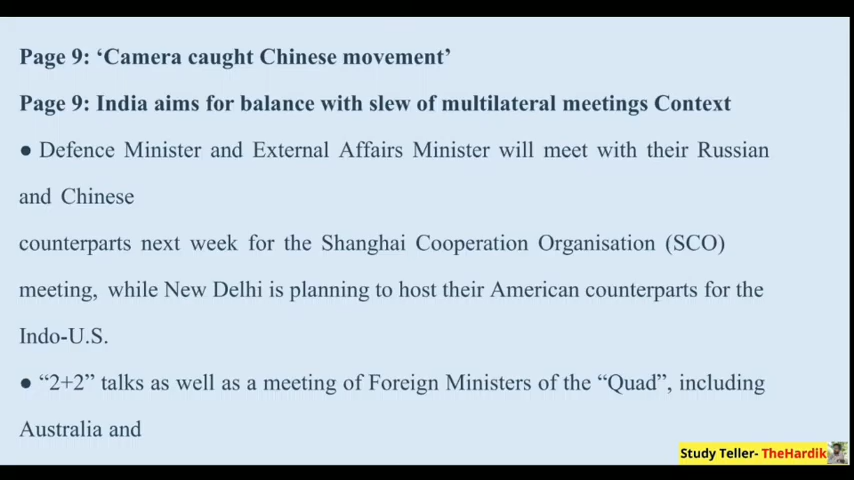 Page 9: ‘Camera caught Chinese movement’
Page 9: India aims for balance with slew of multilateral meetings Context
● Defence Minister and External Affairs Minister will meet with their Russian
and Chinese
counterparts next week for the Shanghai Cooperation Organisation (SCO)
meeting, while New Delhi is planning to host their American counterparts for the
Indo-U.S.
● “2+2” talks as well as a meeting of Foreign Ministers of the “Quad”, including
Australia and
Study Teller- TheHardik